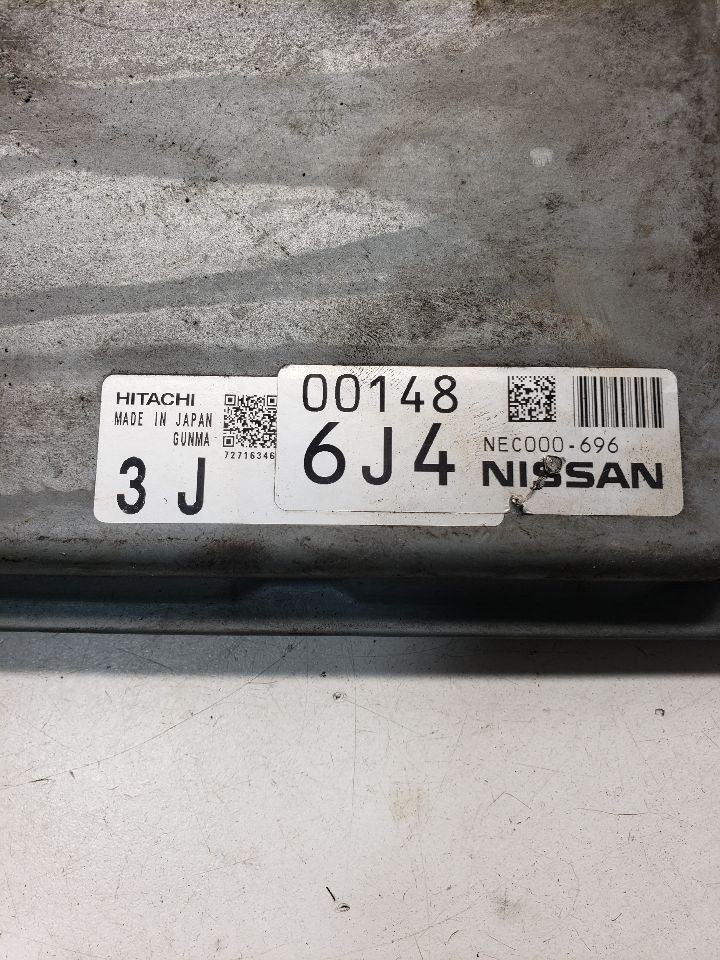 HITACHI
MADE IN JAPAN
GUNMA
72716346
3 J
00148
6J4
NEC000-696
NISSAN